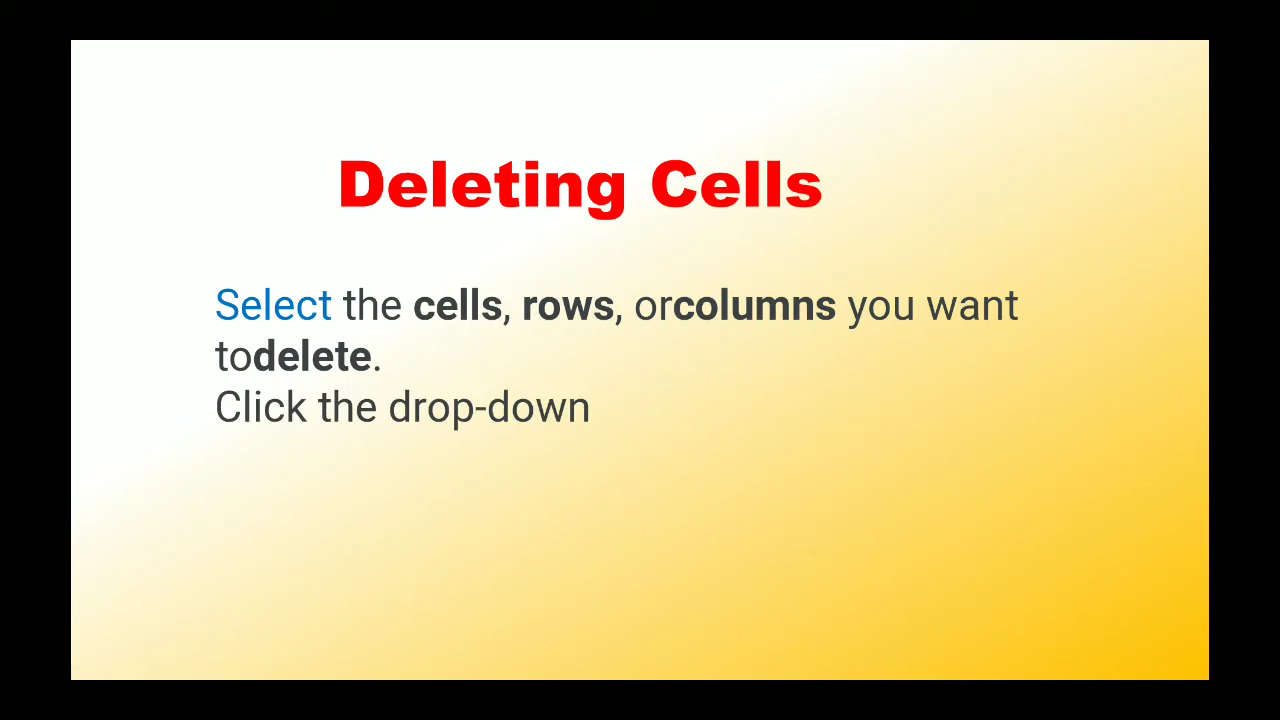 Deleting Cells
Select the cells, rows, orcolumns you want
todelete.
Click the drop-down